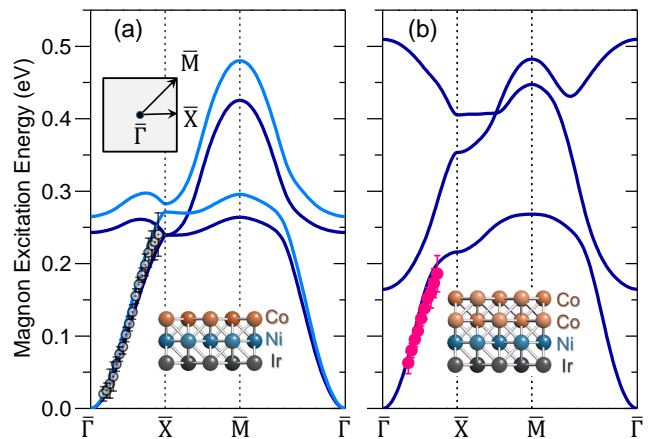 (a)
(b)
Magnon Excitation Energy (eV)
0.5
0.4
0.3
0.2
0.1
0.0
M̄
X̄
Γ̄
Co
Ni
Ir
Co
Co
Ni
Ir
Γ̄ X̄ M̄ Γ̄
Γ̄ X̄ M̄ Γ̄